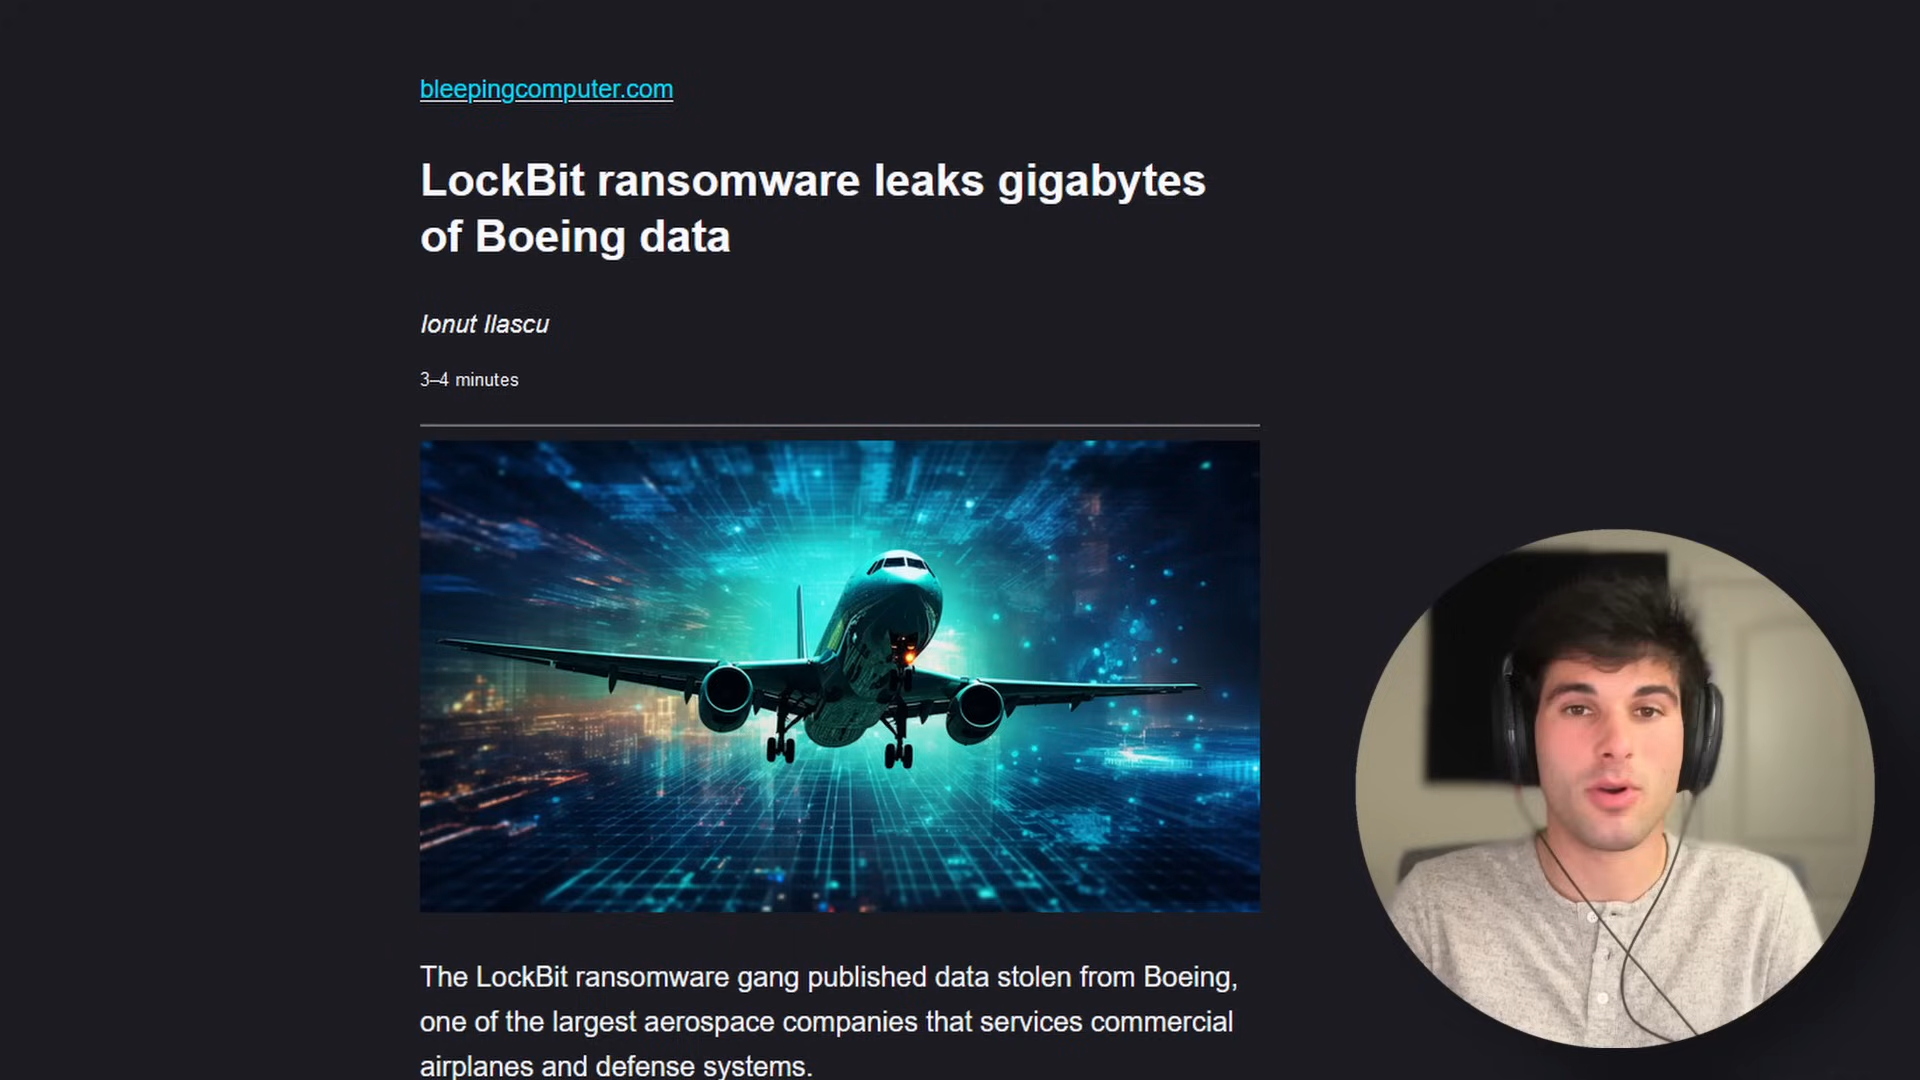 bleepingcomputer.com
LockBit ransomware leaks gigabytes
of Boeing data
Ionut Ilascu
3–4 minutes
The LockBit ransomware gang published data stolen from Boeing,
one of the largest aerospace companies that services commercial
airplanes and defense systems.